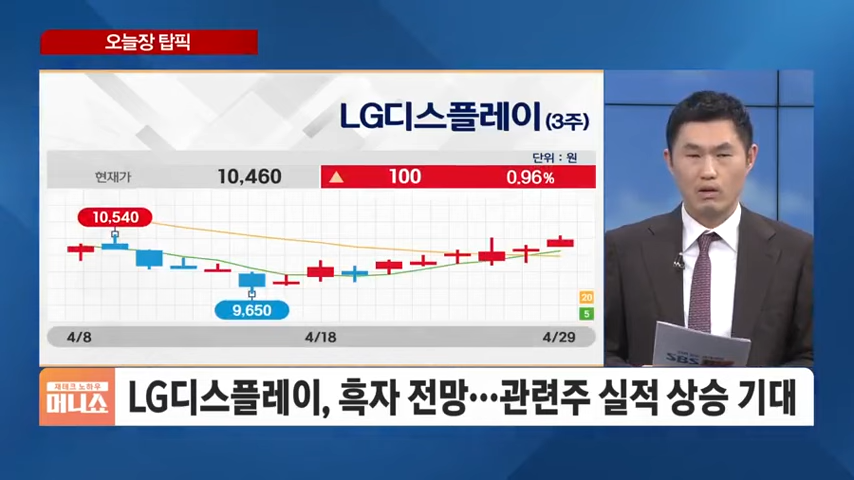 오늘장 탑픽
LG디스플레이(3주)
단위 : 원
현재가 10,460 100 0.96%
10,540
9,650
20
5
4/8 4/18 4/29
SBS
재테크 노하우
머니쇼
LG디스플레이, 흑자 전망…관련주 실적 상승 기대